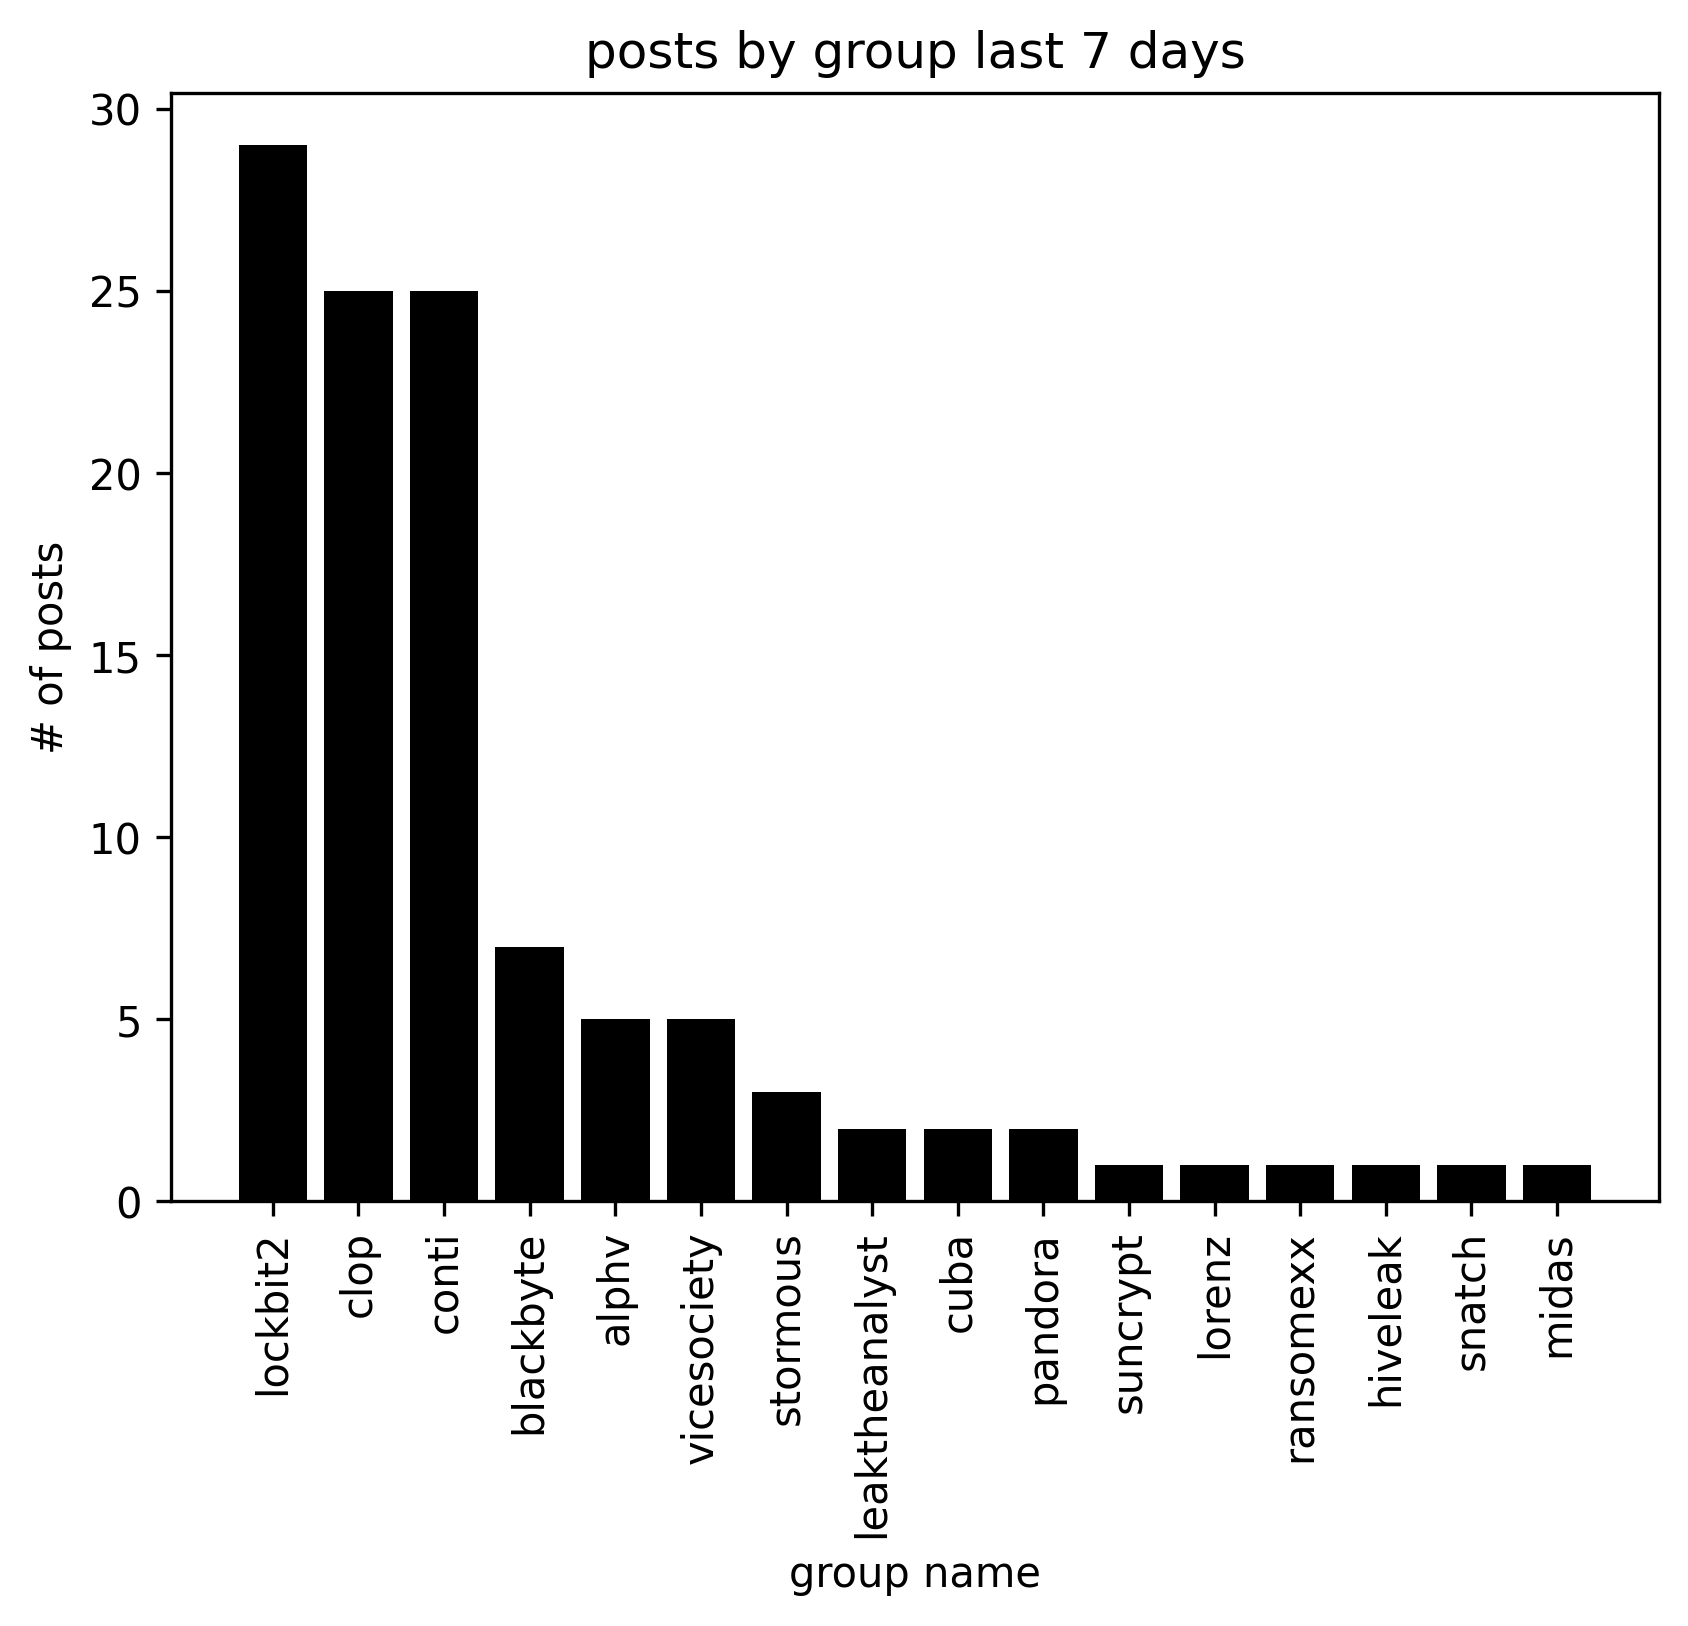 posts by group last 7 days
30
25
20
15
10
5
0
# of posts
lockbit2
clop
conti
blackbyte
alphv
vicesociety
stormous
leaktheanalyst
cuba
pandora
suncrypt
lorenz
ransomexx
hiveleak
snatch
midas
group name